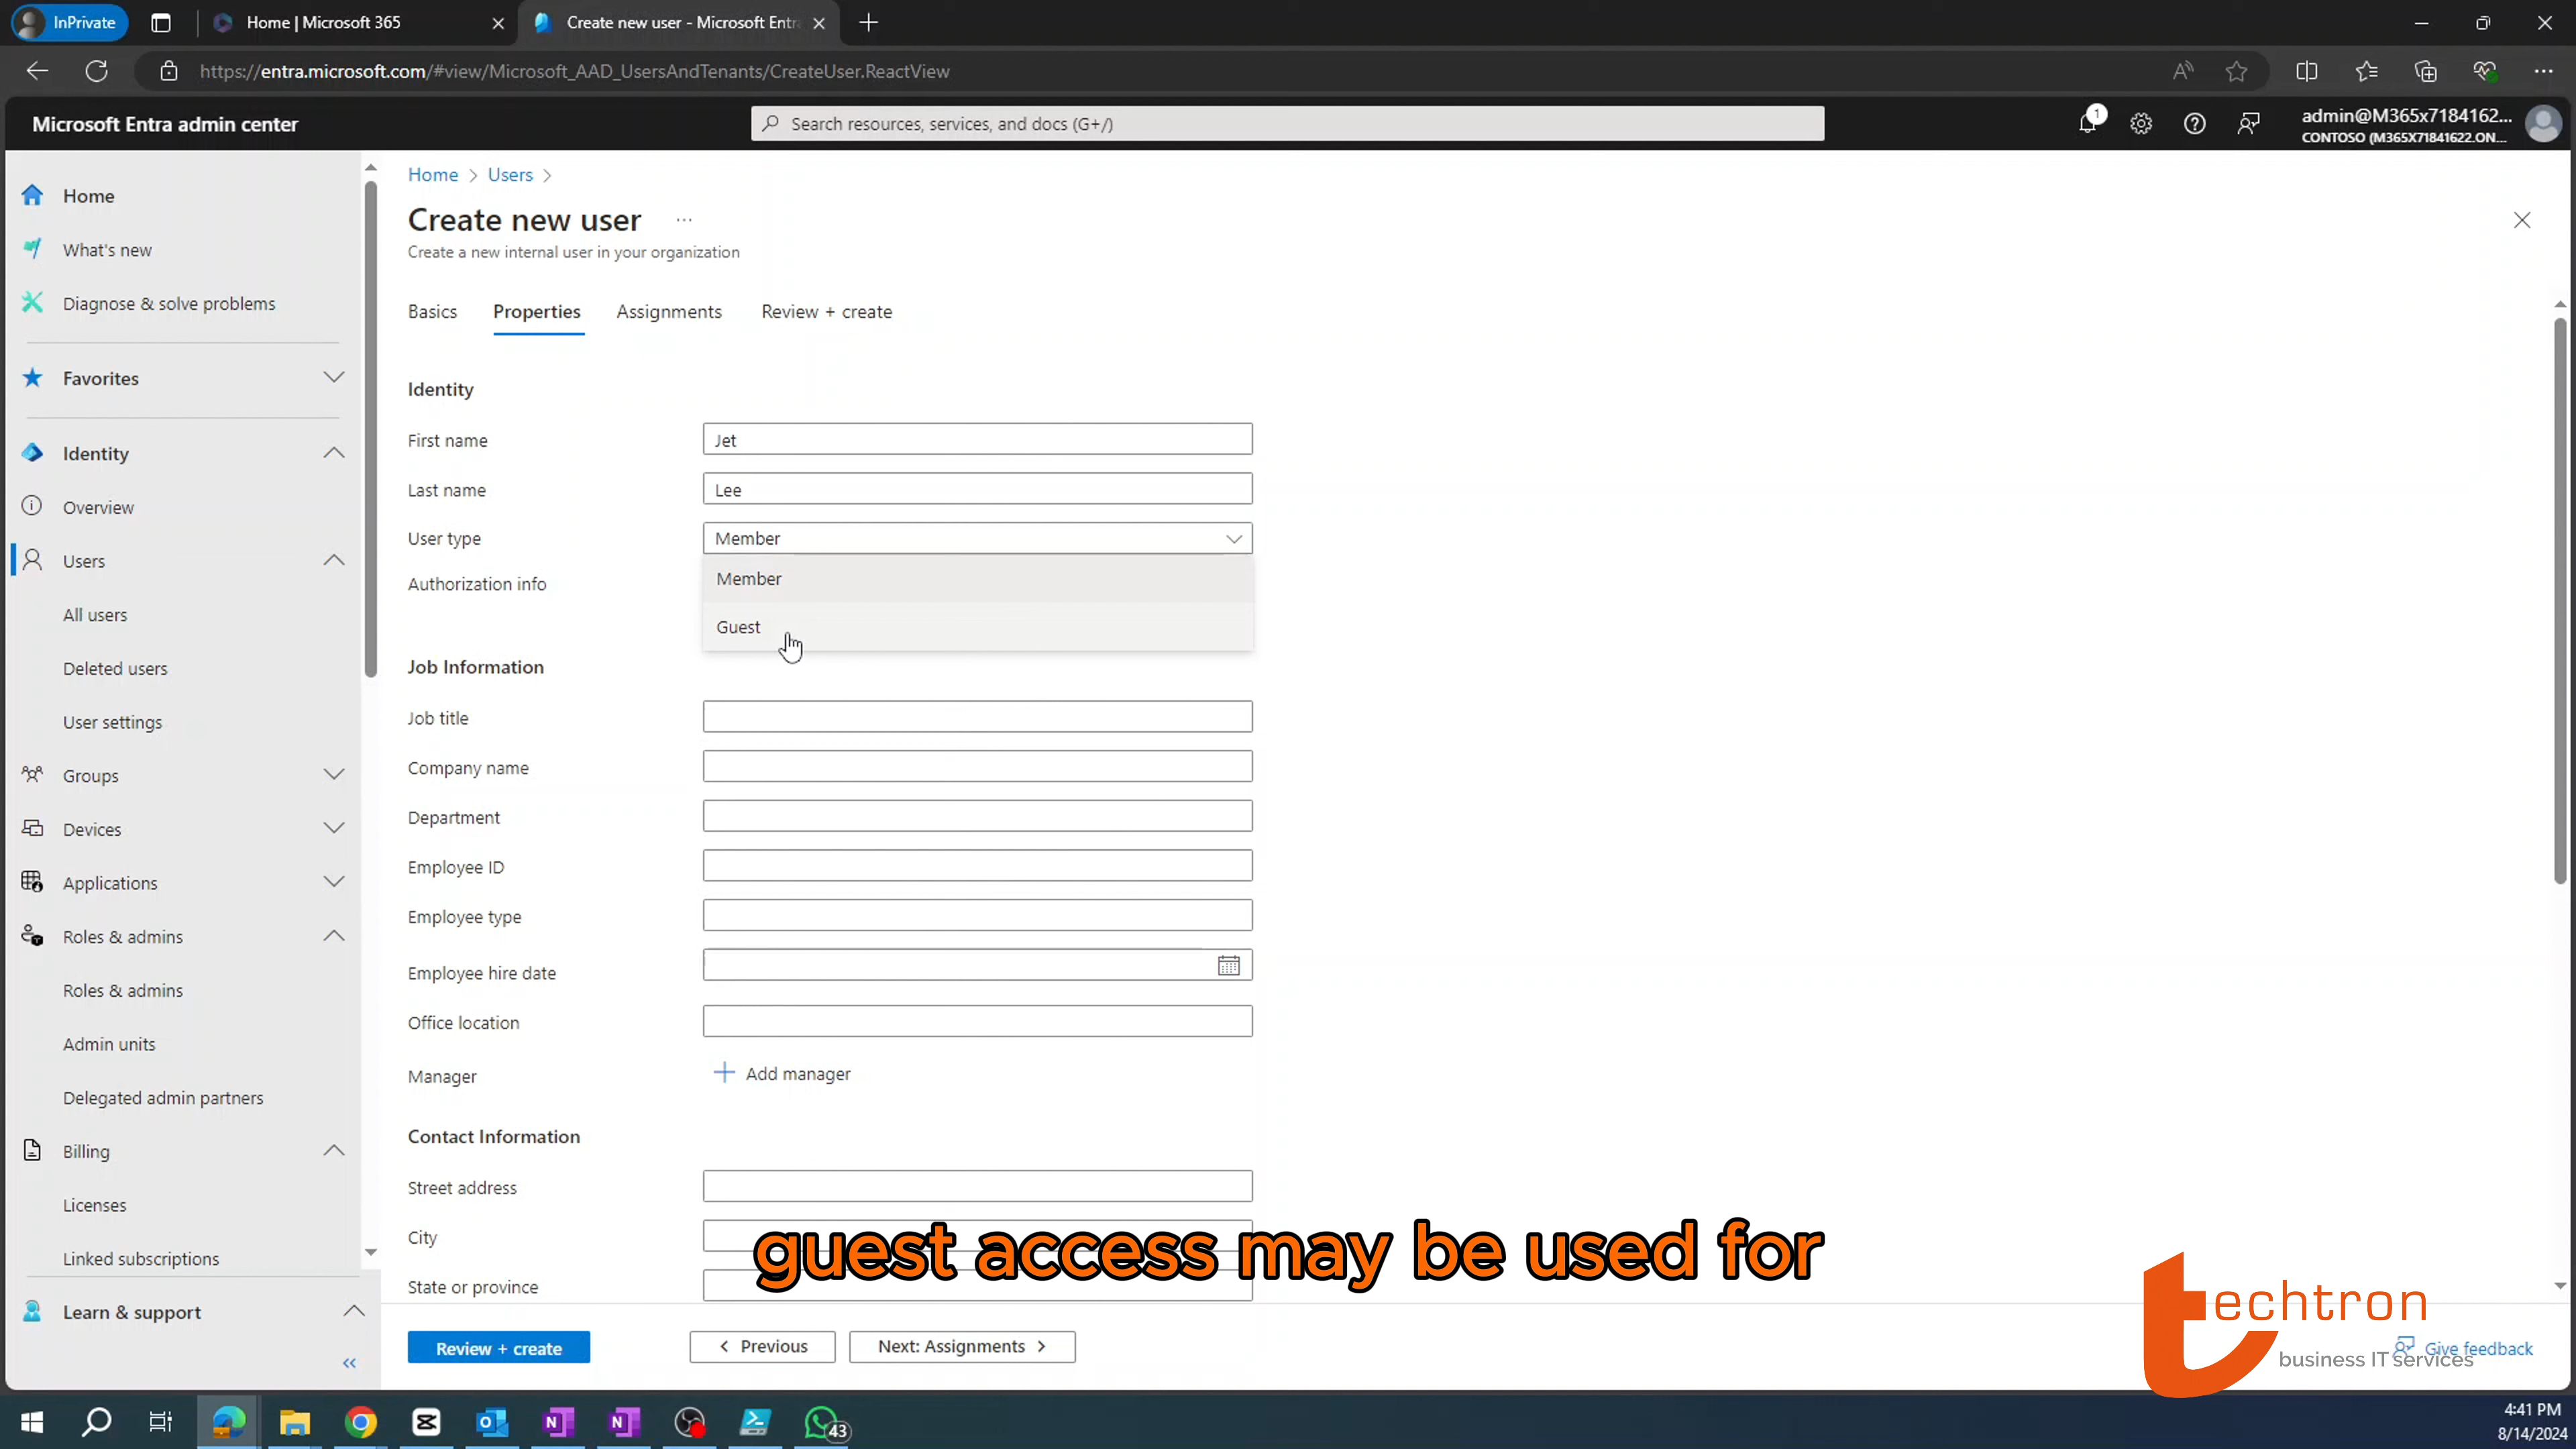 InPrivate
Home | Microsoft 365
Create new user - Microsoft Entra
https://entra.microsoft.com/#view/Microsoft_AAD_UsersAndTenants/CreateUser.ReactView
Microsoft Entra admin center
Search resources, services, and docs (G+/)
1
admin@M365x7184162...
CONTOSO (M365X71841622.ON...
Home
What's new
Diagnose & solve problems
Favorites
Identity
Overview
Users
All users
Deleted users
User settings
Groups
Devices
Applications
Roles & admins
Roles & admins
Admin units
Delegated admin partners
Billing
Licenses
Linked subscriptions
Learn & support
Home > Users >
Create new user ...
Create a new internal user in your organization
Basics Properties Assignments Review + create
Identity
First name Jet
Last name Lee
User type Member
Authorization info
Member
Guest
Job Information
Job title
Company name
Department
Employee ID
Employee type
Employee hire date
Office location
Manager + Add manager
Contact Information
Street address
City
State or province
guest access may be used for
Review + create < Previous Next: Assignments >
techtron
business IT services
Give feedback
43
4:41 PM
8/14/2024